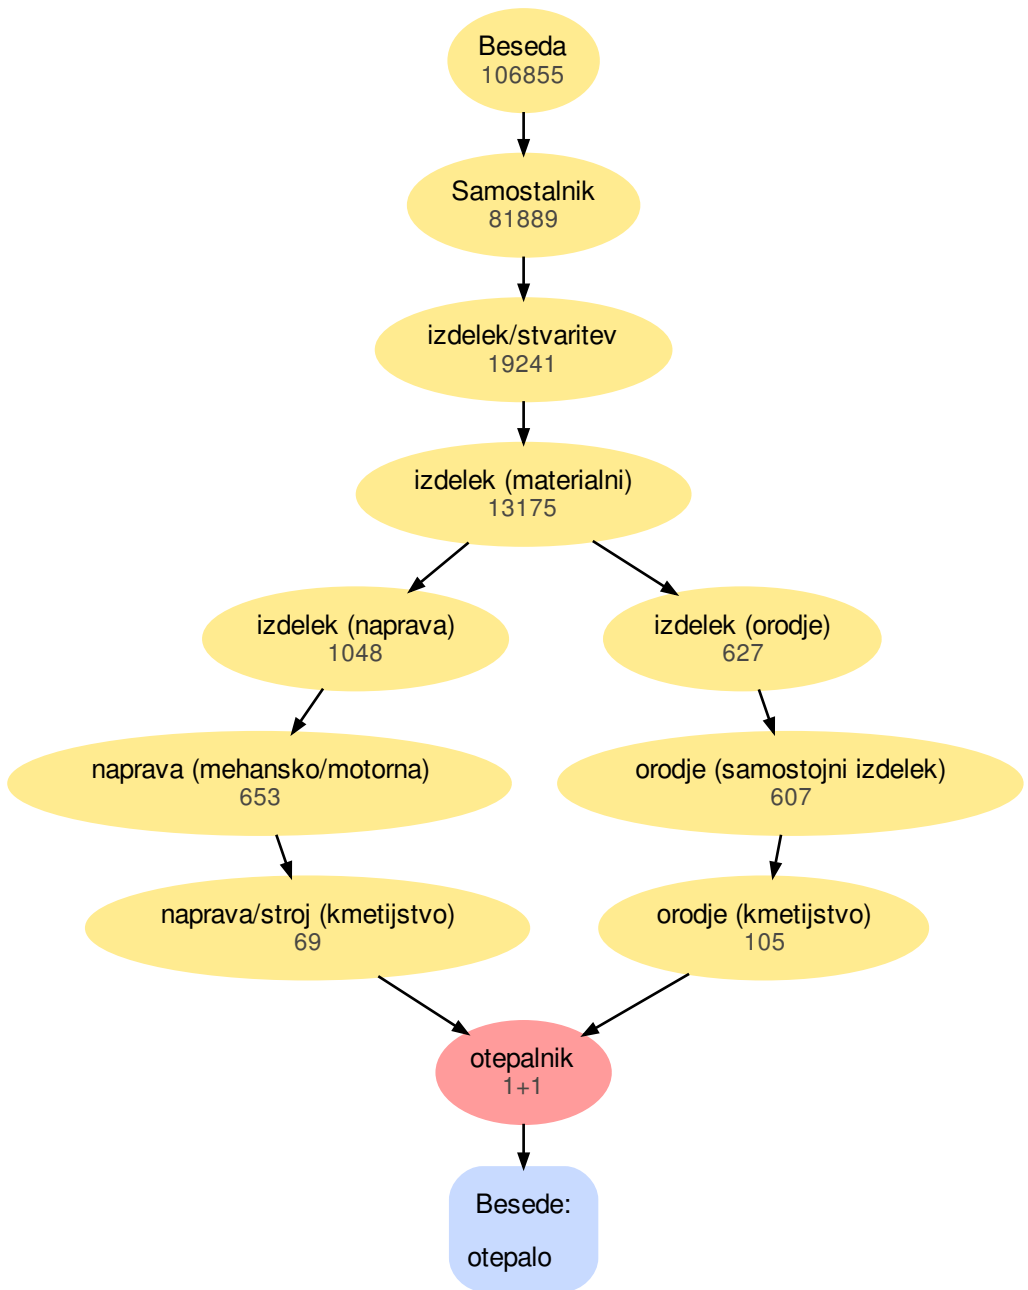 Beseda
106855
Samostalnik
81889
izdelek/stvaritev
19241
izdelek (materialni)
13175
izdelek (naprava)
1048
izdelek (orodje)
627
naprava (mehansko/motorna)
653
orodje (samostojni izdelek)
607
naprava/stroj (kmetijstvo)
69
orodje (kmetijstvo)
105
otepalnik
1+1
Besede:
otepalo